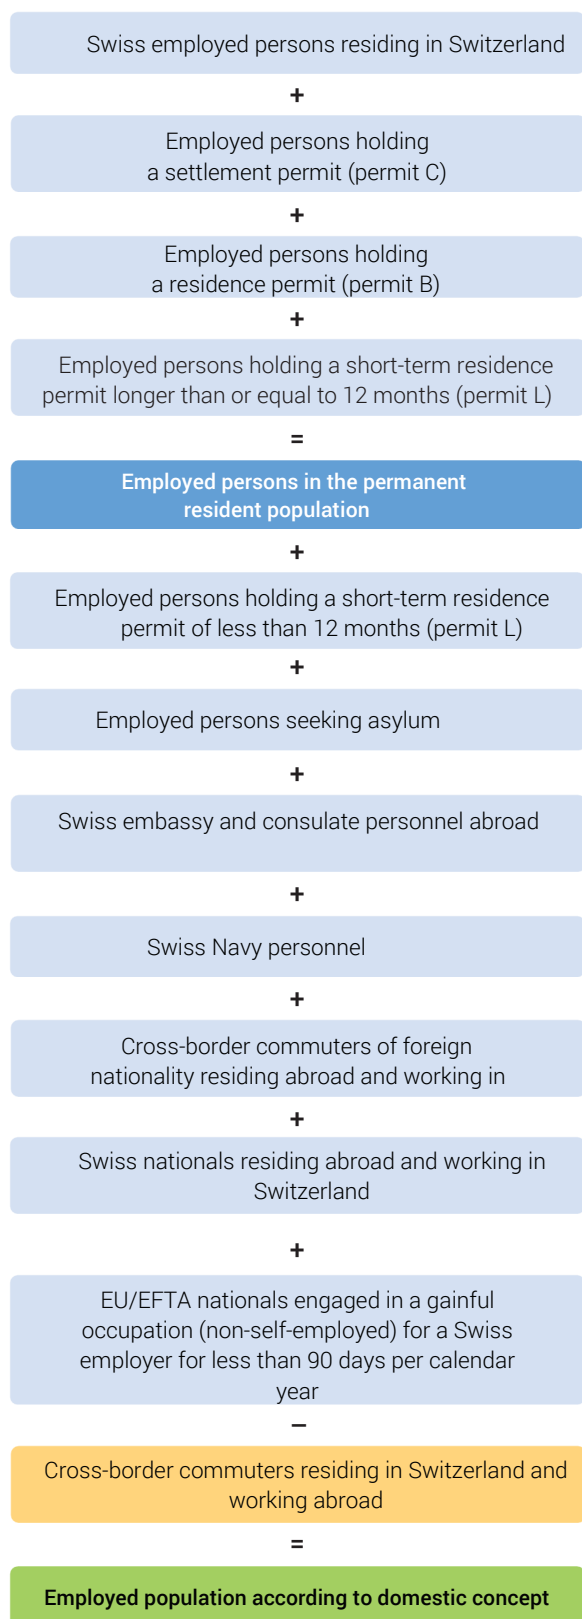 Swiss employed persons residing in Switzerland
+
Employed persons holding
a settlement permit (permit C)
+
Employed persons holding
a residence permit (permit B)
+
Employed persons holding a short-term residence
permit longer than or equal to 12 months (permit L)
=
Employed persons in the permanent
resident population
+
Employed persons holding a short-term residence
permit of less than 12 months (permit L)
+
Employed persons seeking asylum
+
Swiss embassy and consulate personnel abroad
+
Swiss Navy personnel
+
Cross-border commuters of foreign
nationality residing abroad and working in
+
Swiss nationals residing abroad and working in
Switzerland
+
EU/EFTA nationals engaged in a gainful
occupation (non-self-employed) for a Swiss
employer for less than 90 days per calendar
year
–
Cross-border commuters residing in Switzerland and
working abroad
=
Employed population according to domestic concept